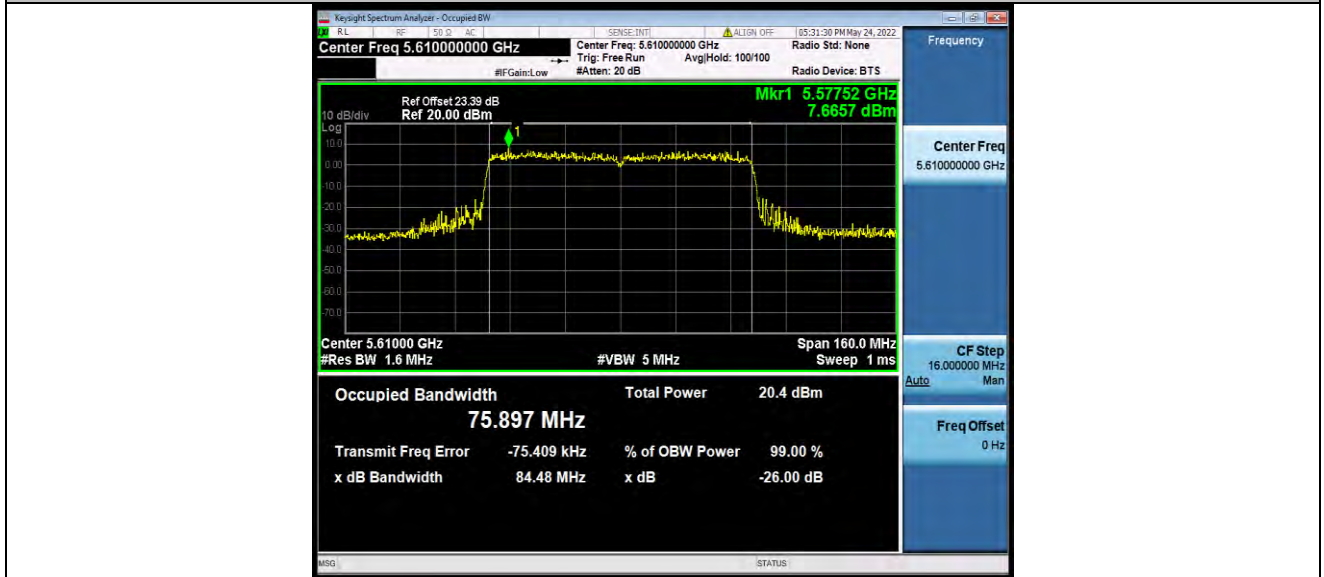 Keysight Spectrum Analyzer - Occupied BW
RL RF 50 Ω AC SENSE:INT ALIGN OFF 05:31:30 PM May 24, 2022
Center Freq 5.610000000 GHz Center Freq: 5.610000000 GHz Radio Std: None
Trig: Free Run Avg|Hold: 100/100
#IFGain:Low #Atten: 20 dB Radio Device: BTS
Frequency
Mkr1 5.57752 GHz
7.6657 dBm
Ref Offset 23.39 dB
10 dB/div Ref 20.00 dBm
Log
1
10.0
0.00
-10.0
-20.0
-30.0
-40.0
-50.0
-60.0
-70.0
Center 5.61000 GHz Span 160.0 MHz
#Res BW 1.6 MHz #VBW 5 MHz Sweep 1 ms
Occupied Bandwidth Total Power 20.4 dBm
75.897 MHz
Transmit Freq Error -75.409 kHz % of OBW Power 99.00 %
x dB Bandwidth 84.48 MHz x dB -26.00 dB
Center Freq
5.610000000 GHz
CF Step
16.000000 MHz
Auto Man
Freq Offset
0 Hz
MSG STATUS